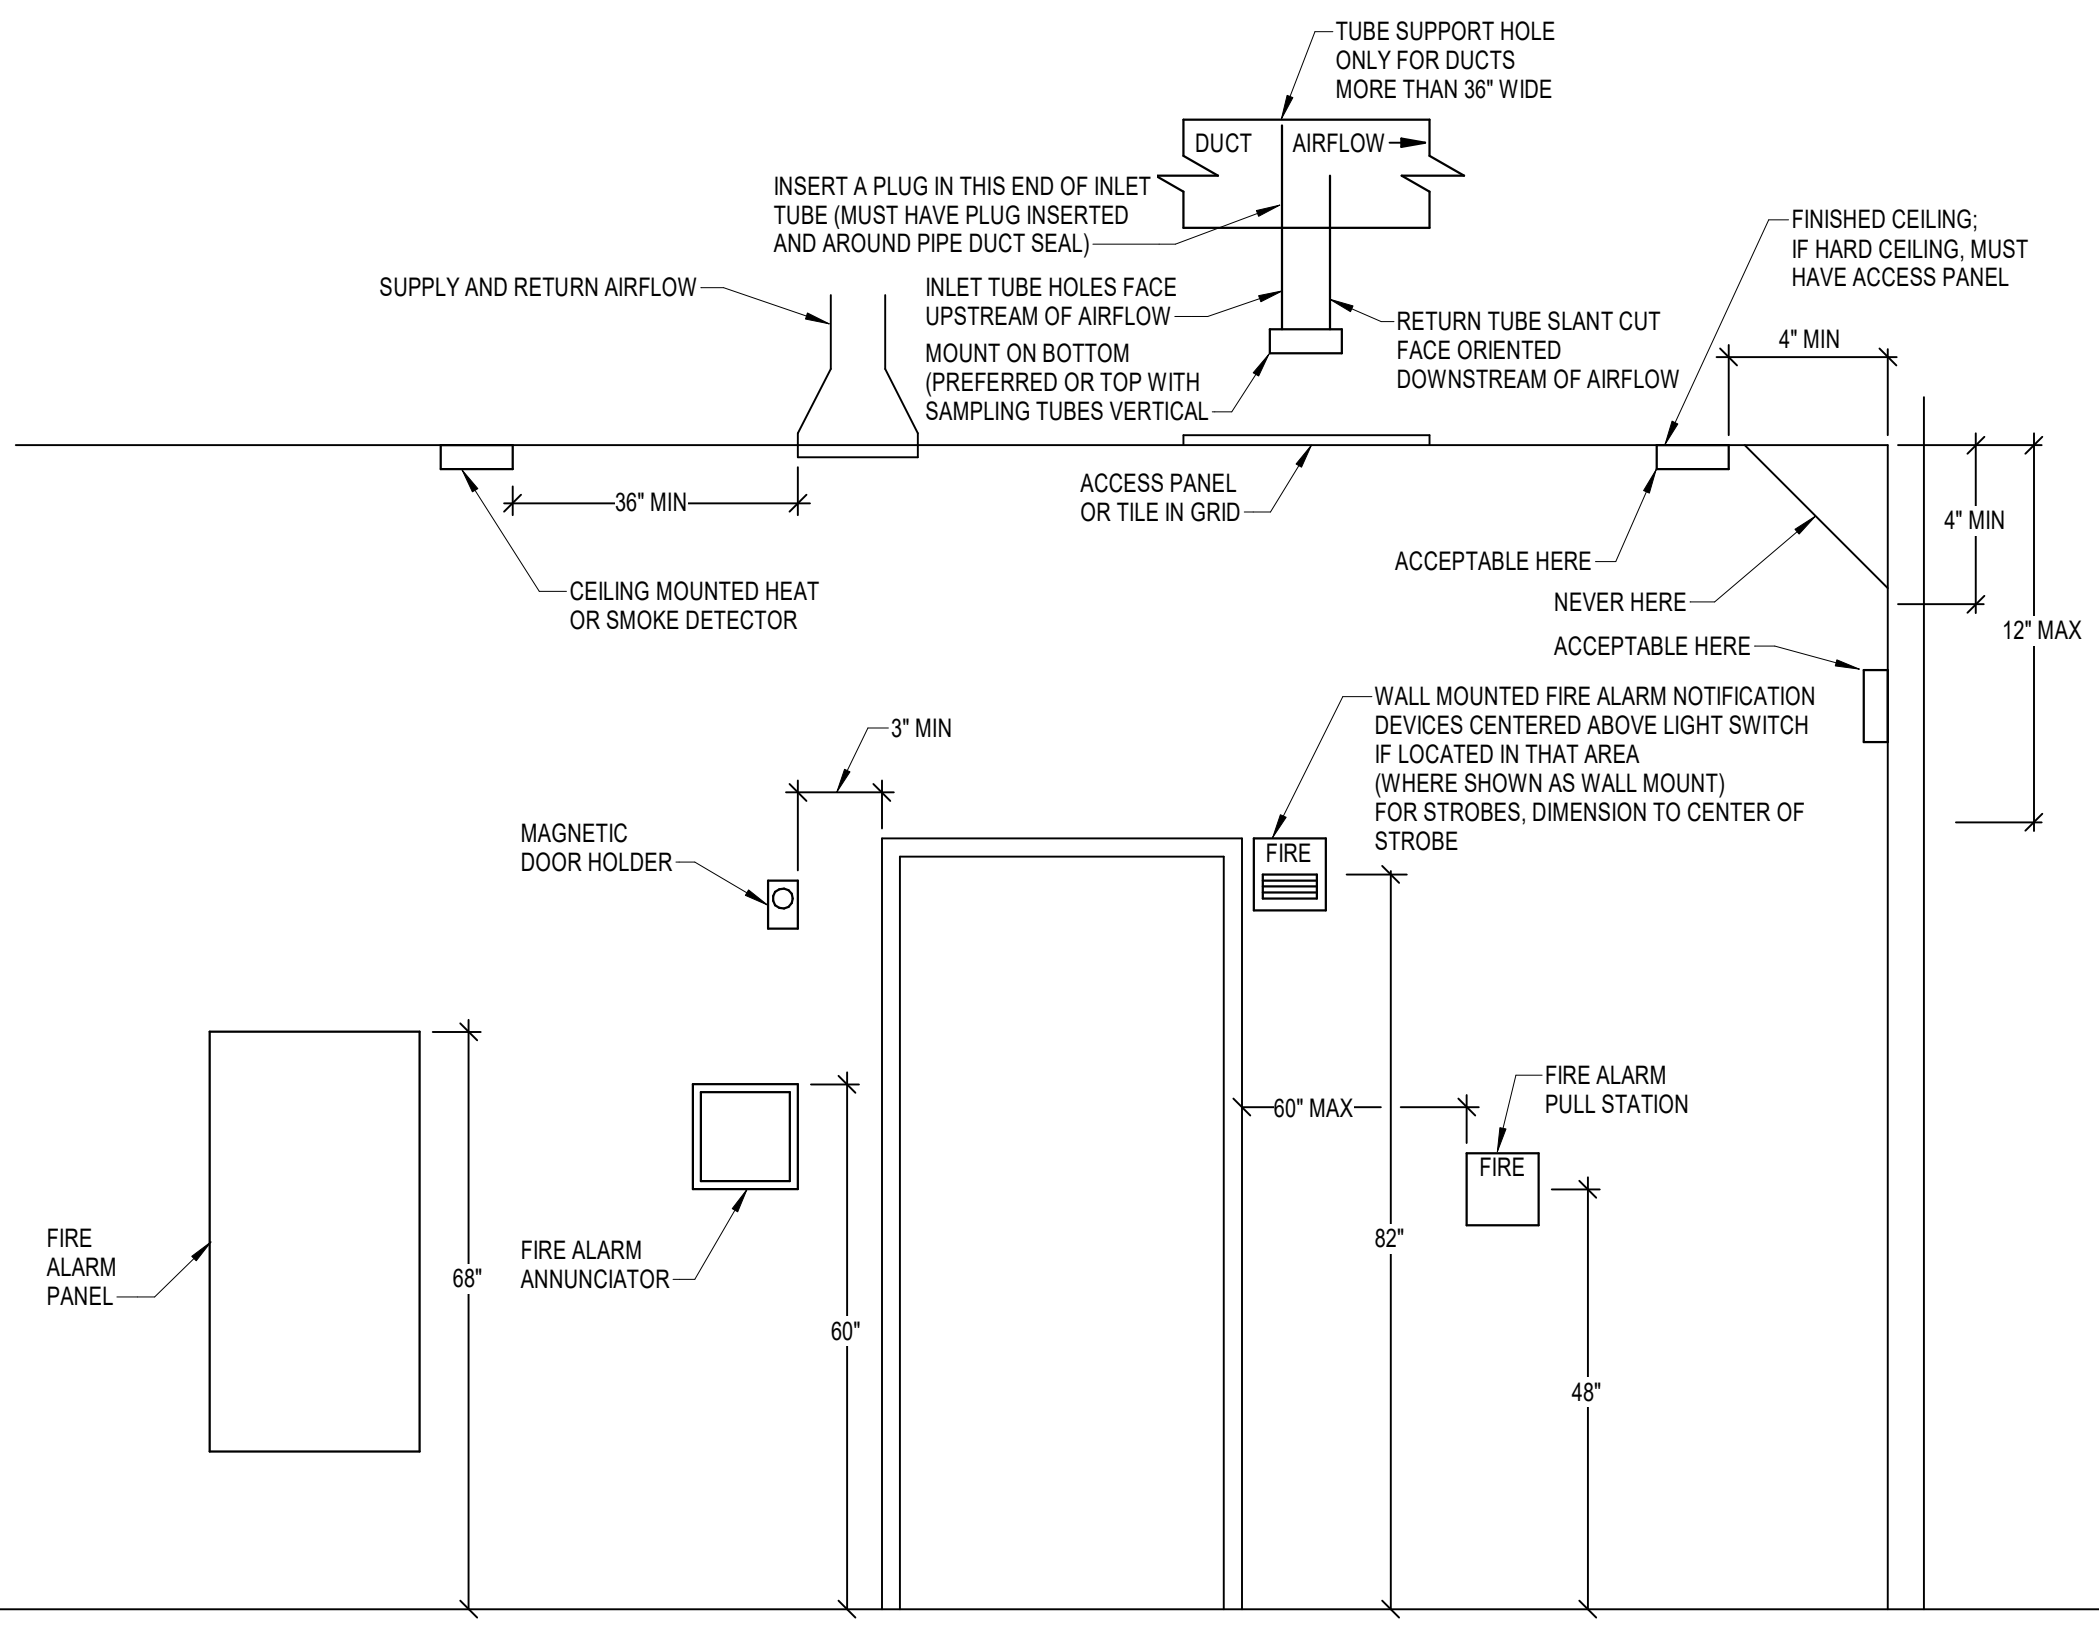 TUBE SUPPORT HOLE
ONLY FOR DUCTS
MORE THAN 36" WIDE
DUCT
AIRFLOW
INSERT A PLUG IN THIS END OF INLET
TUBE (MUST HAVE PLUG INSERTED
AND AROUND PIPE DUCT SEAL)
FINISHED CEILING;
IF HARD CEILING, MUST
HAVE ACCESS PANEL
SUPPLY AND RETURN AIRFLOW
INLET TUBE HOLES FACE
UPSTREAM OF AIRFLOW
RETURN TUBE SLANT CUT
FACE ORIENTED
DOWNSTREAM OF AIRFLOW
4" MIN
MOUNT ON BOTTOM
(PREFERRED OR TOP WITH
SAMPLING TUBES VERTICAL
36" MIN
ACCESS PANEL
OR TILE IN GRID
4" MIN
ACCEPTABLE HERE
CEILING MOUNTED HEAT
OR SMOKE DETECTOR
NEVER HERE
12" MAX
ACCEPTABLE HERE
WALL MOUNTED FIRE ALARM NOTIFICATION
DEVICES CENTERED ABOVE LIGHT SWITCH
IF LOCATED IN THAT AREA
(WHERE SHOWN AS WALL MOUNT)
FOR STROBES, DIMENSION TO CENTER OF
STROBE
3" MIN
MAGNETIC
DOOR HOLDER
FIRE
FIRE ALARM
PULL STATION
60" MAX
FIRE
FIRE
ALARM
PANEL
68"
FIRE ALARM
ANNUNCIATOR
60"
82"
48"